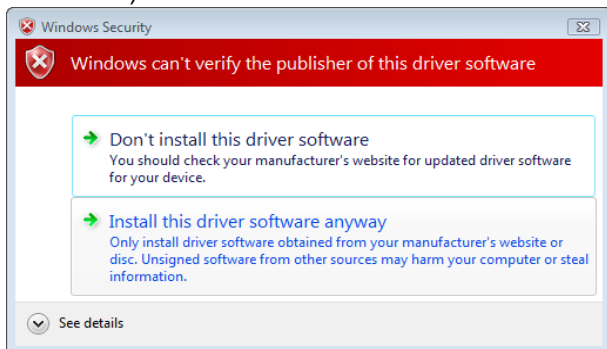 Windows Security
Windows can't verify the publisher of this driver software
Don't install this driver software
You should check your manufacturer's website for updated driver software
for your device.
Install this driver software anyway
Only install driver software obtained from your manufacturer's website or
disc. Unsigned software from other sources may harm your computer or steal
information.
See details